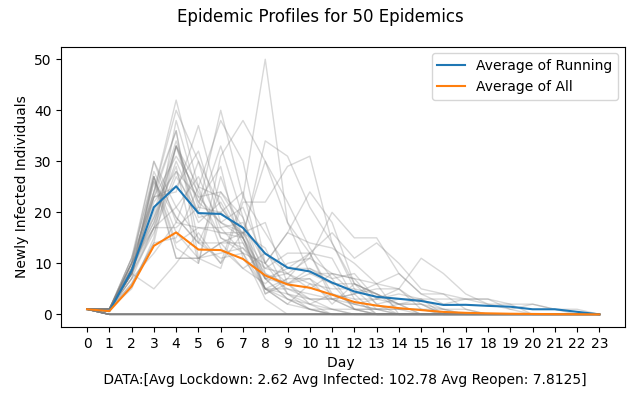 Epidemic Profiles for 50 Epidemics
Newly Infected Individuals
50
40
30
20
10
0
Average of Running
Average of All
0 1 2 3 4 5 6 7 8 9 10 11 12 13 14 15 16 17 18 19 20 21 22 23
Day
DATA:[Avg Lockdown: 2.62 Avg Infected: 102.78 Avg Reopen: 7.8125]